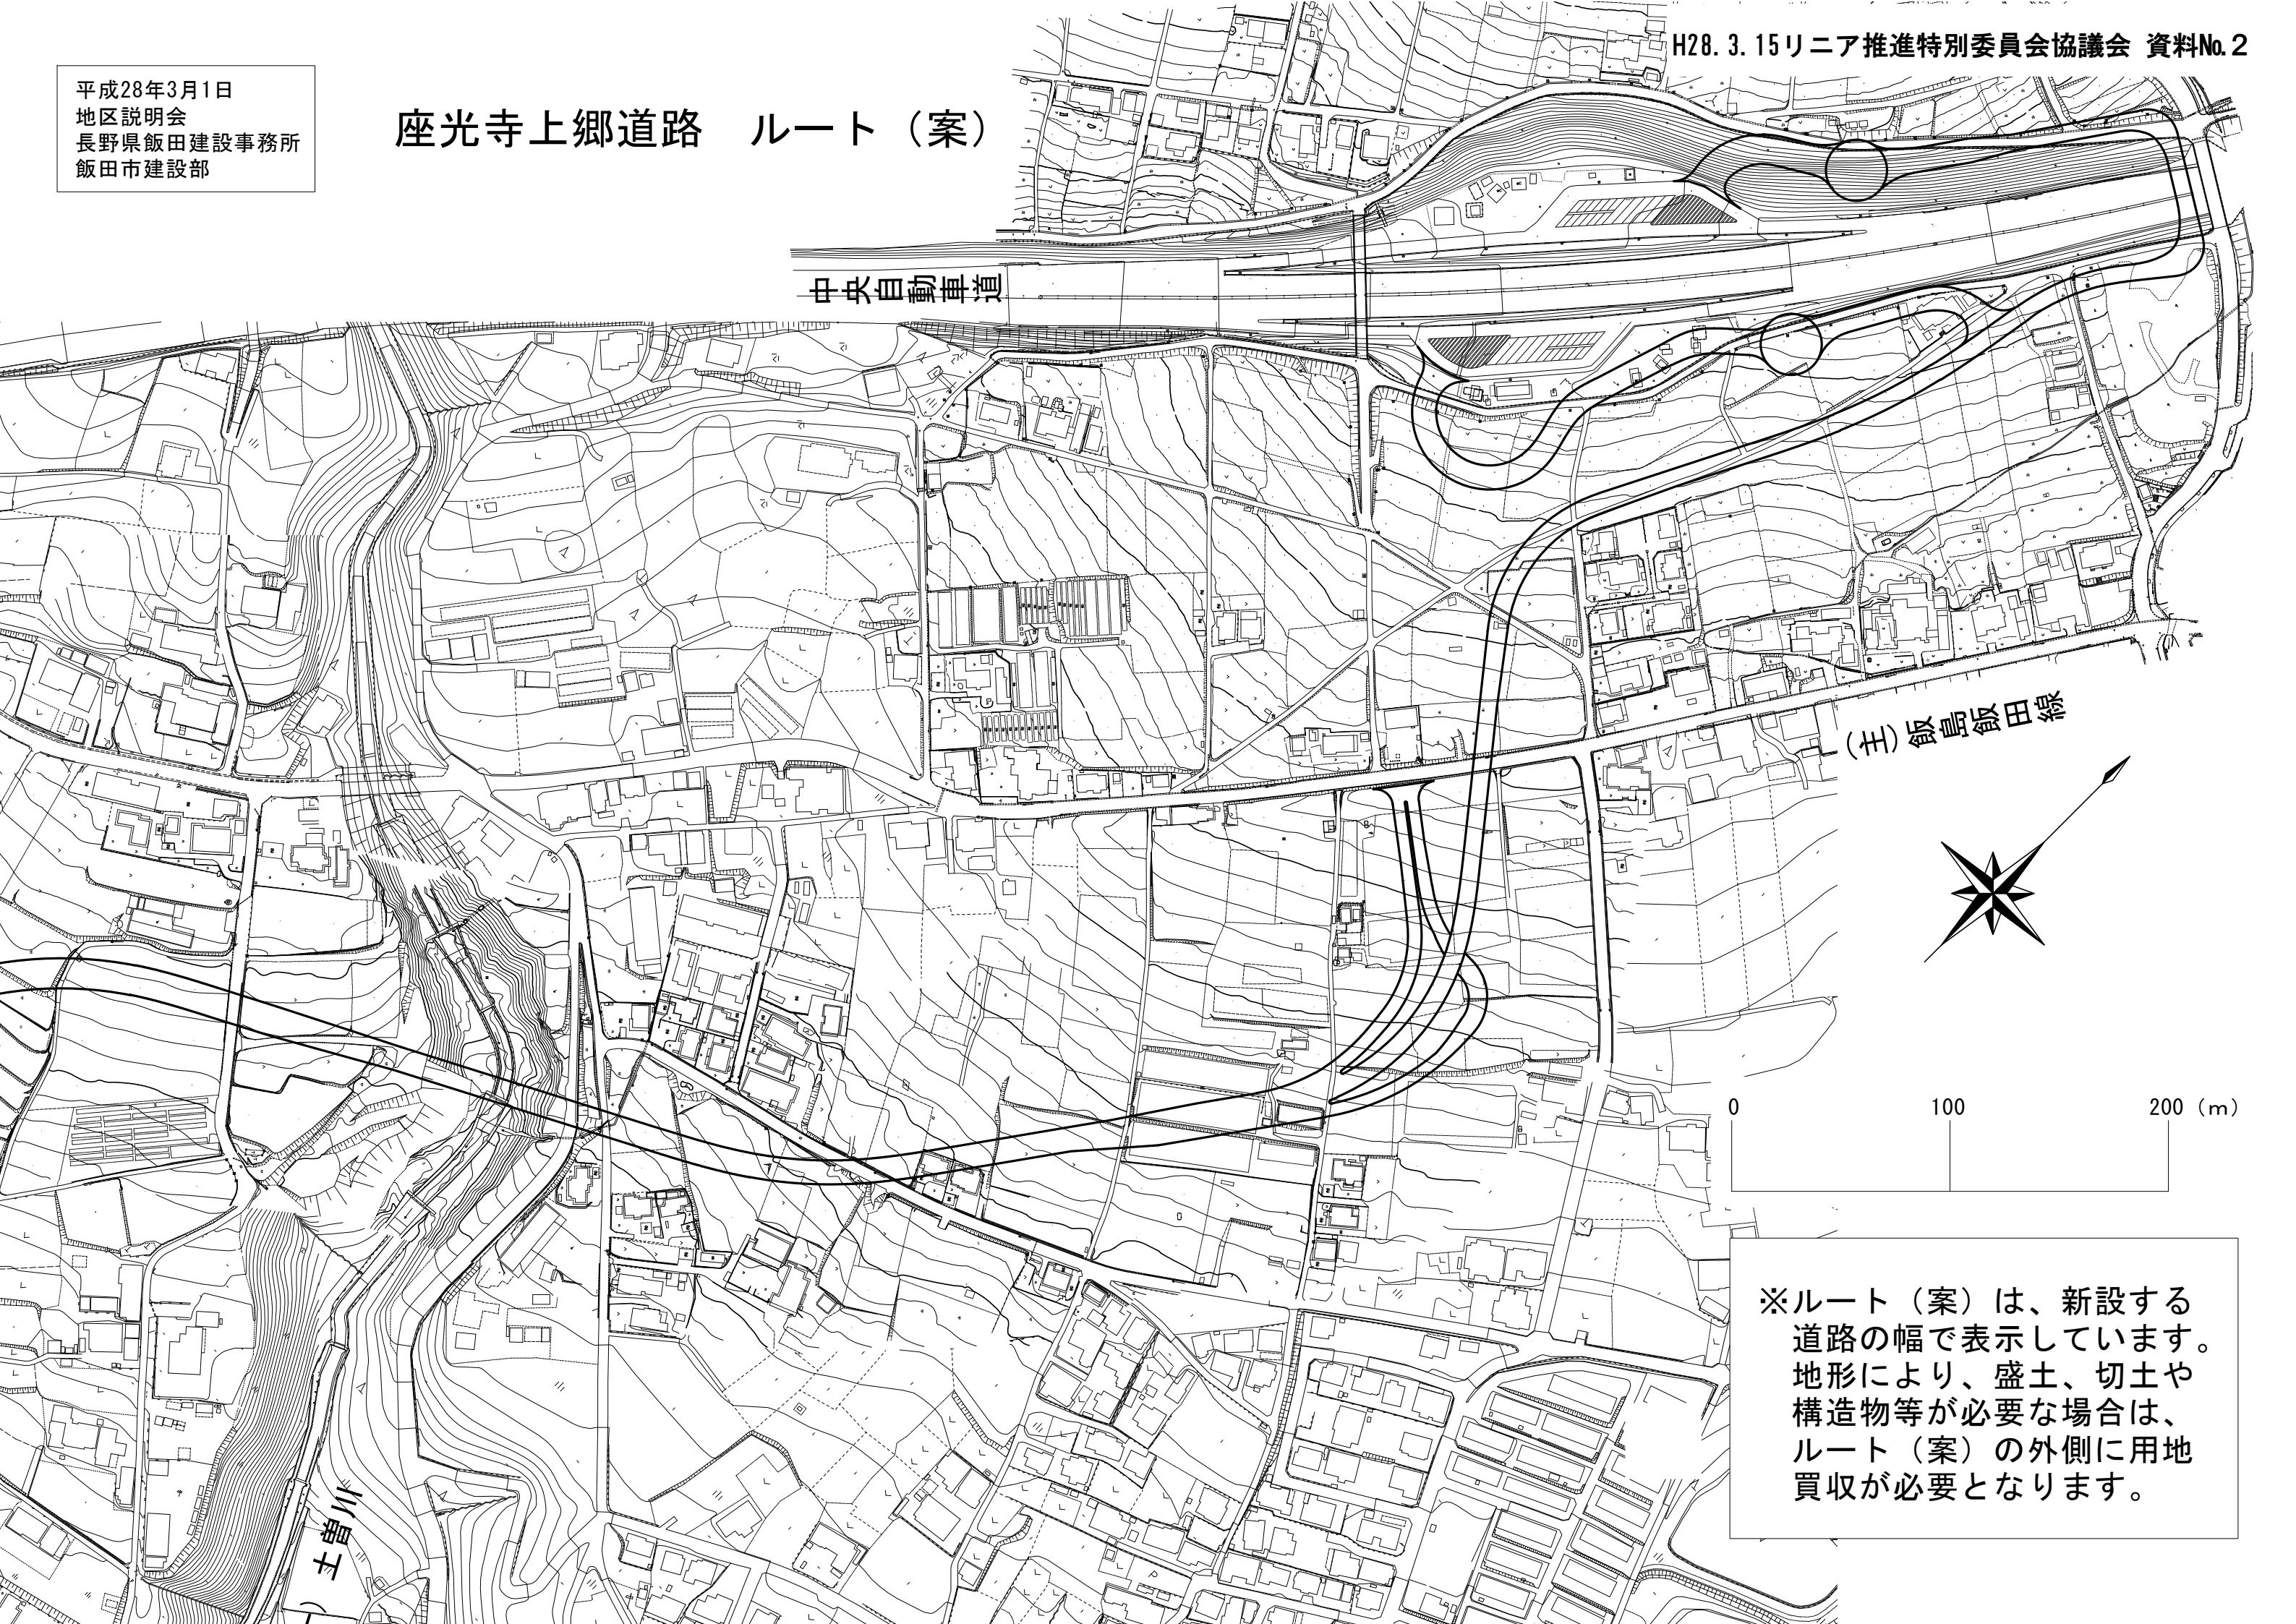 H28.3.15リニア推進特別委員会協議会 資料№2
平成28年3月1日
地区説明会
長野県飯田建設事務所
飯田市建設部
座光寺上郷道路　ルート（案）
中央自動車道
（主）飯島飯田線
0 100 200（m）
※ルート（案）は、新設する
道路の幅で表示しています。
地形により、盛土、切土や
構造物等が必要な場合は、
ルート（案）の外側に用地
買収が必要となります。
土曽川